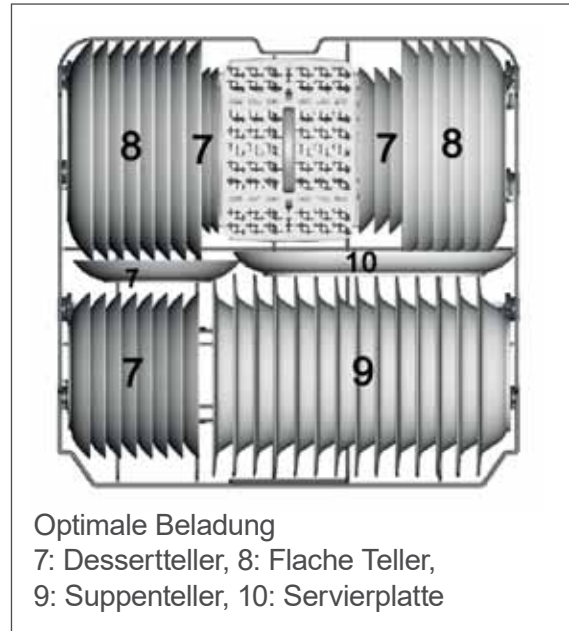 8
7
7
8
7
10
7
9
Optimale Beladung
7: Dessertteller, 8: Flache Teller,
9: Suppenteller, 10: Servierplatte